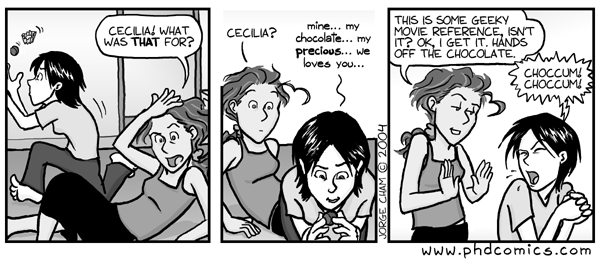 CECILIA! WHAT
WAS THAT FOR?
CECILIA?
mine... my
chocolate... my
precious... we
loves you...
JORGE CHAM © 2004
THIS IS SOME GEEKY
MOVIE REFERENCE, ISN'T
IT? OK, I GET IT. HANDS
OFF THE CHOCOLATE.
CHOCCUM!
CHOCCUM!
www.phdcomics.com